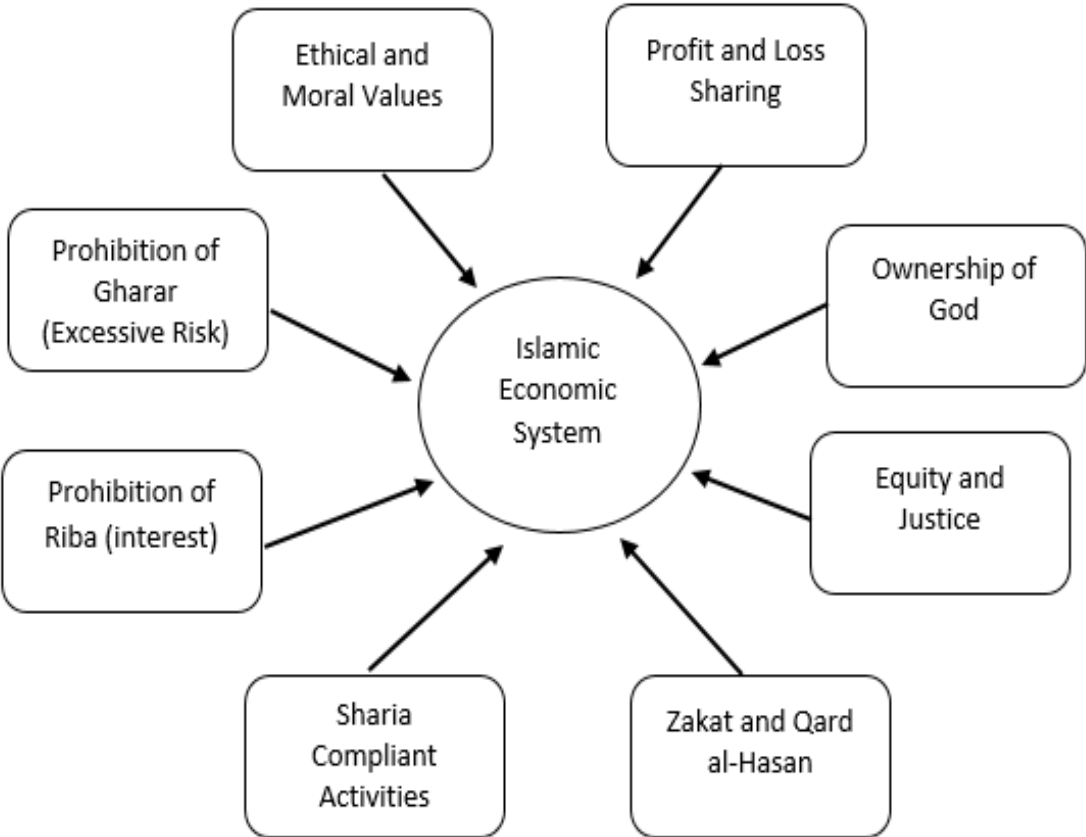 Ethical and
Moral Values
Profit and Loss
Sharing
Prohibition of
Gharar
(Excessive Risk)
Ownership of
God
Islamic
Economic
System
Prohibition of
Riba (interest)
Equity and
Justice
Sharia
Compliant
Activities
Zakat and Qard
al-Hasan